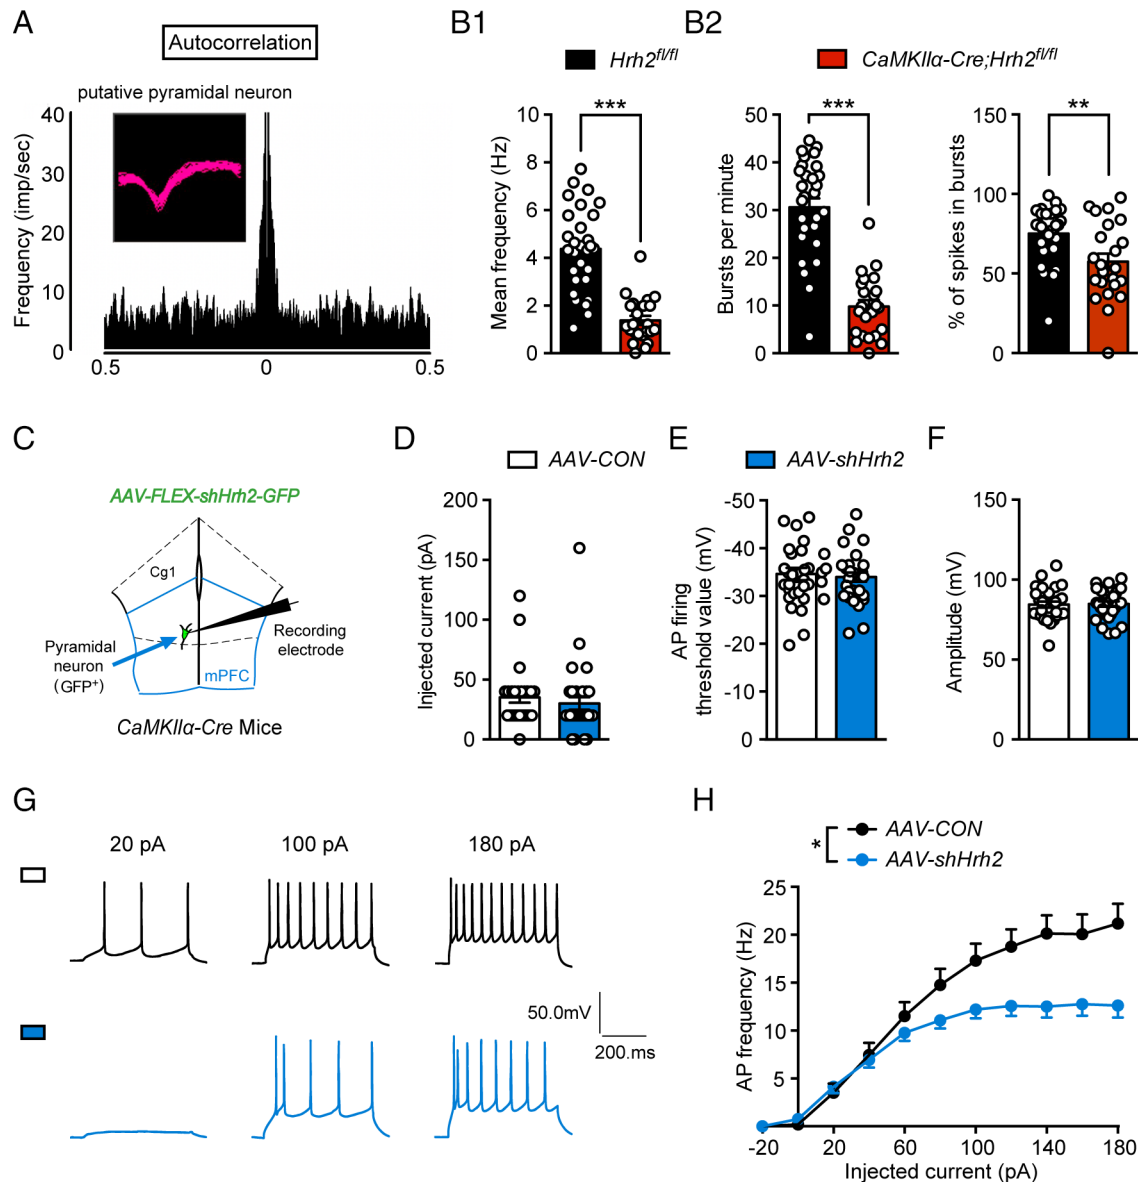 A
Autocorrelation
putative pyramidal neuron
Frequency (imp/sec)
40
30
20
10
0
0.5
0
0.5
B1
Hrh2fl/fl
Mean frequency (Hz)
10
8
6
4
2
0
***
B2
CaMKIIα-Cre;Hrh2fl/fl
Bursts per minute
50
40
30
20
10
0
***
% of spikes in bursts
150
100
50
0
**
C
AAV-FLEX-shHrh2-GFP
Cg1
Pyramidal
neuron
(GFP+)
Recording
electrode
mPFC
CaMKIIα-Cre Mice
D
AAV-CON
Injected current (pA)
200
150
100
50
0
E
AAV-shHrh2
AP firing
threshold value (mV)
-50
-40
-30
-20
-10
0
F
Amplitude (mV)
150
100
50
0
G
20 pA
100 pA
180 pA
50.0mV
200.ms
H
*
AAV-CON
AAV-shHrh2
AP frequency (Hz)
25
20
15
10
5
-20
20
60
100
140
180
Injected current (pA)